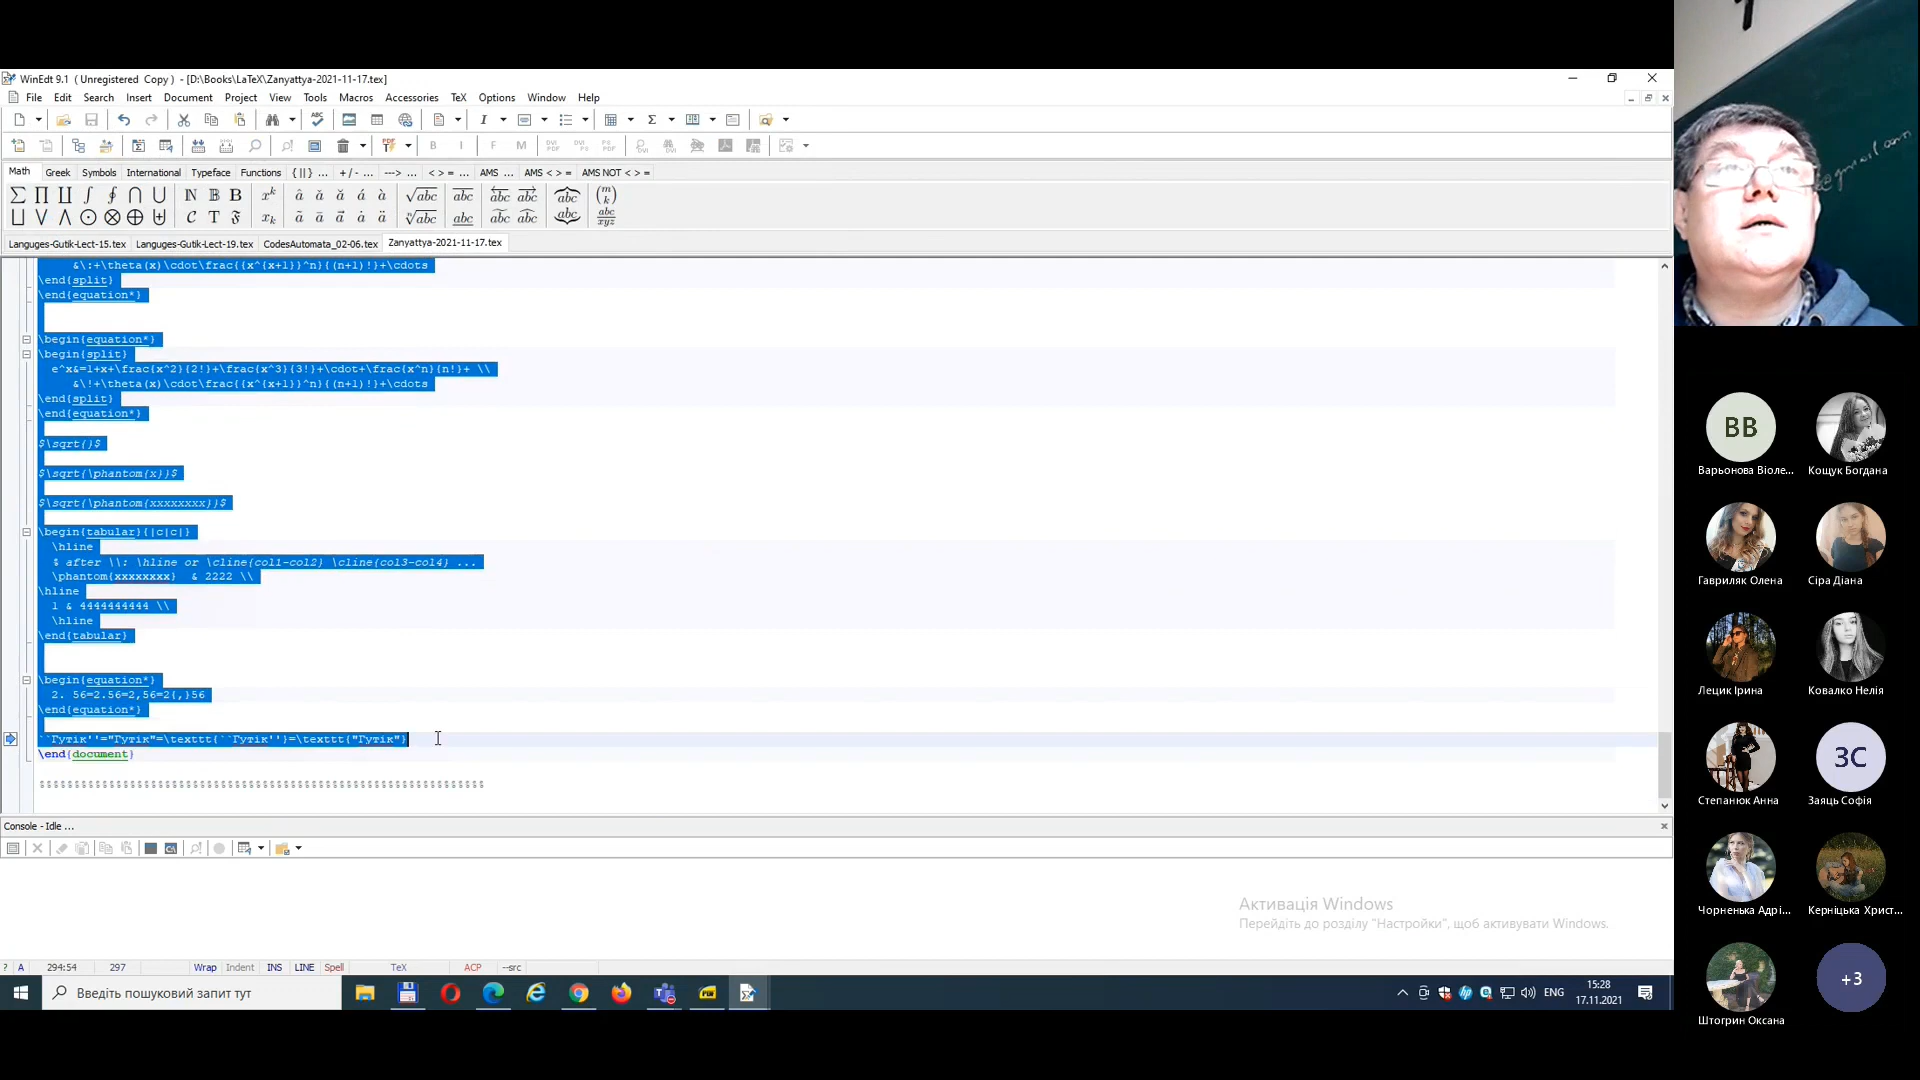 WinEdt 9.1 ( Unregistered Copy ) - [D:\Books\LaTeX\Zanyattya-2021-11-17.tex]
File Edit Search Insert Document Project View Tools Macros Accessories TeX Options Window Help
Math Greek Symbols International Typeface Functions { || } ... + / - ... ---> ... < > = ... AMS ... AMS < > = AMS NOT < > =
Languges-Gutik-Lect-15.tex Languges-Gutik-Lect-19.tex CodesAutomata_02-06.tex Zanyattya-2021-11-17.tex
&\:+\theta(x)\cdot\frac{{x^{x+1}}^n}{(n+1)!}+\cdots
\end{split}
\end{equation*}
\begin{equation*}
\begin{split}
e^x&=1+x+\frac{x^2}{2!}+\frac{x^3}{3!}+\cdot+\frac{x^n}{n!}+ \\
&\!+\theta(x)\cdot\frac{{x^{x+1}}^n}{(n+1)!}+\cdots
\end{split}
\end{equation*}
$\sqrt{}$
$\sqrt{\phantom{x}}$
$\sqrt{\phantom{xxxxxxxx}}$
\begin{tabular}{|c|c|}
\hline
% after \\: \hline or \cline{col1-col2} \cline{col3-col4} ...
\phantom{xxxxxxxx} & 2222 \\
\hline
1 & 4444444444 \\
\hline
\end{tabular}
\begin{equation*}
2. 56=2.56=2,56=2{,}56
\end{equation*}
``Гутік''="Гутік"=\texttt{``Гутік''}=\texttt{"Гутік"}
\end{document}
Console - Idle ...
Активація Windows
Перейдіть до розділу "Настройки", щоб активувати Windows.
? A 294:54 297 Wrap Indent INS LINE Spell TeX ACP --src
Введіть пошуковий запит тут
ENG
15:28
17.11.2021
ВВ
Варьонова Віоле...
Кощук Богдана
Гавриляк Олена
Сіра Діана
Лецик Ірина
Ковалко Нелія
Степанюк Анна
ЗС
Заяць Софія
Чорненька Адрі...
Керніцька Христ...
Штогрин Оксана
+3